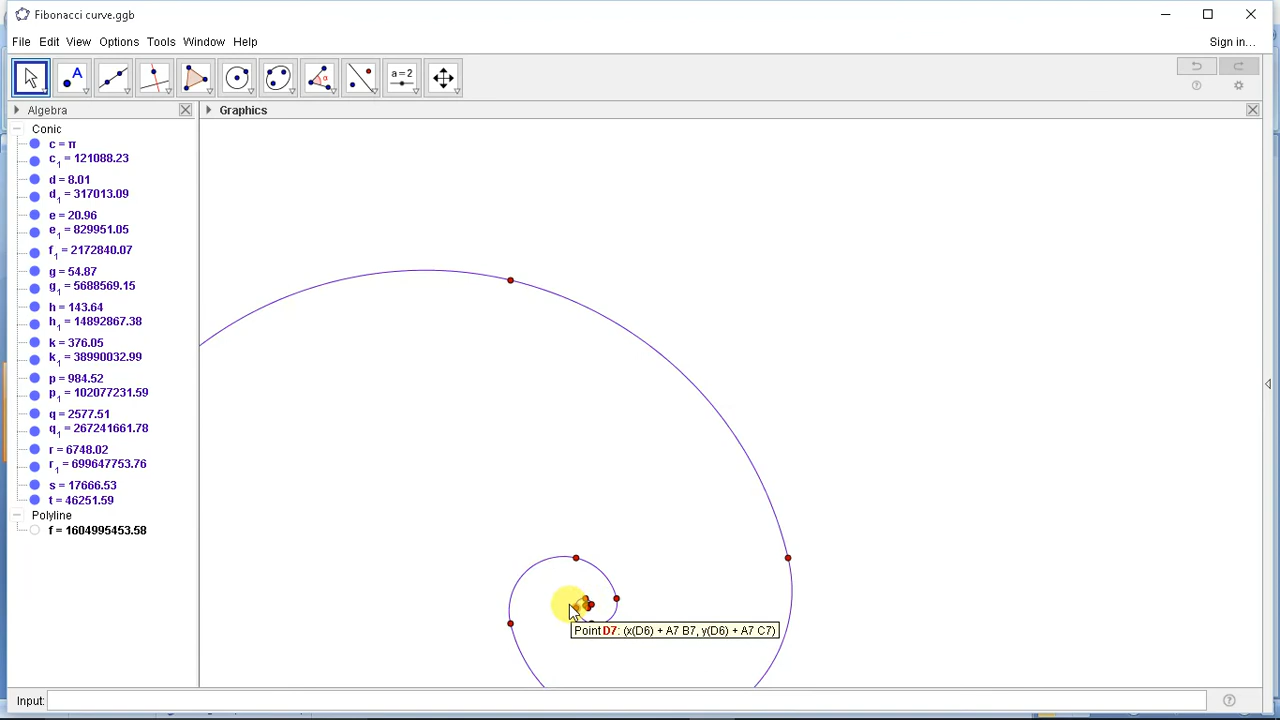 Fibonacci curve.ggb
File Edit View Options Tools Window Help
Sign in...
A
α
a=2
Algebra
Graphics
Conic
c = π
c₁ = 121088.23
d = 8.01
d₁ = 317013.09
e = 20.96
e₁ = 829951.05
f₁ = 2172840.07
g = 54.87
g₁ = 5688569.15
h = 143.64
h₁ = 14892867.38
k = 376.05
k₁ = 38990032.99
p = 984.52
p₁ = 102077231.59
q = 2577.51
q₁ = 267241661.78
r = 6748.02
r₁ = 699647753.76
s = 17666.53
t = 46251.59
Polyline
f = 1604995453.58
Point D7: (x(D6) + A7 B7, y(D6) + A7 C7)
Input: